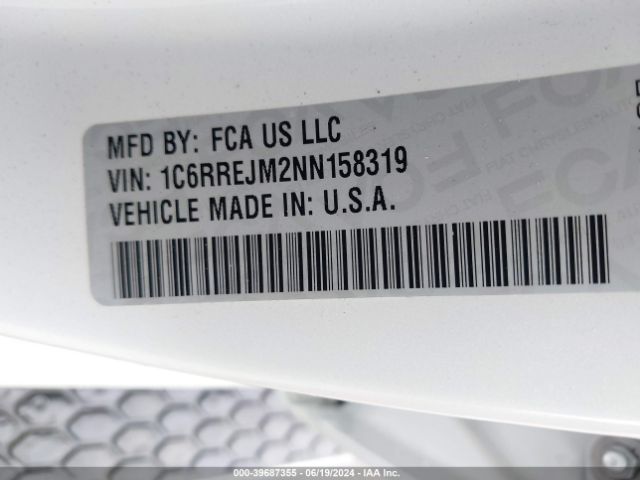 MFD BY: FCA US LLC
VIN: 1C6RREJM2NN158319
VEHICLE MADE IN: U.S.A.
000-39687355 - 06/19/2024 - IAA Inc.